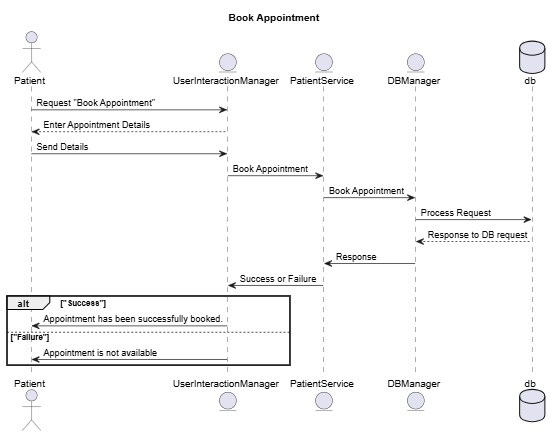 Book Appointment
Patient UserInteractionManager PatientService DBManager db
Request "Book Appointment"
Enter Appointment Details
Send Details
Book Appointment
Book Appointment
Process Request
Response to DB request
Response
Success or Failure
alt ["Success"]
Appointment has been successfully booked.
["Failure"]
Appointment is not available
Patient UserInteractionManager PatientService DBManager db